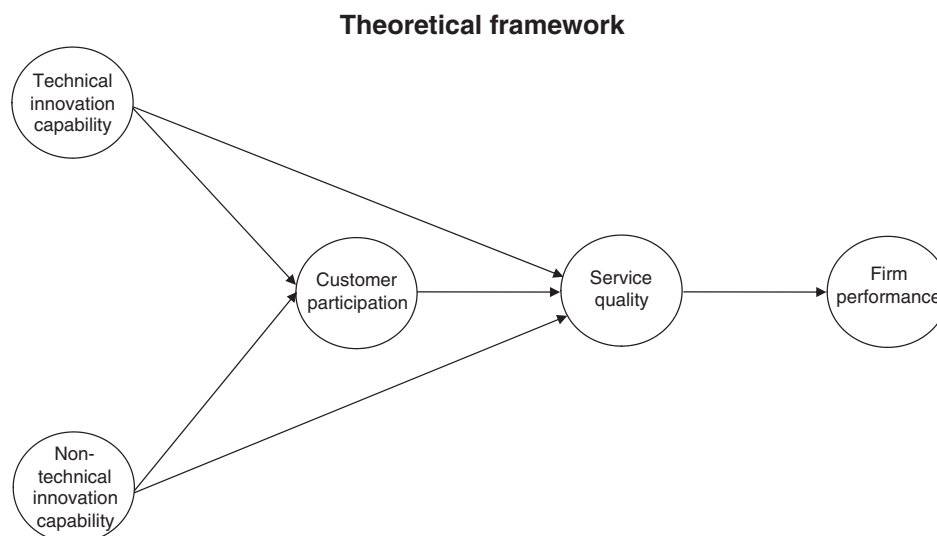 Theoretical framework
Technical
innovation
capability
Customer
participation
Service
quality
Firm
performance
Non-
technical
innovation
capability